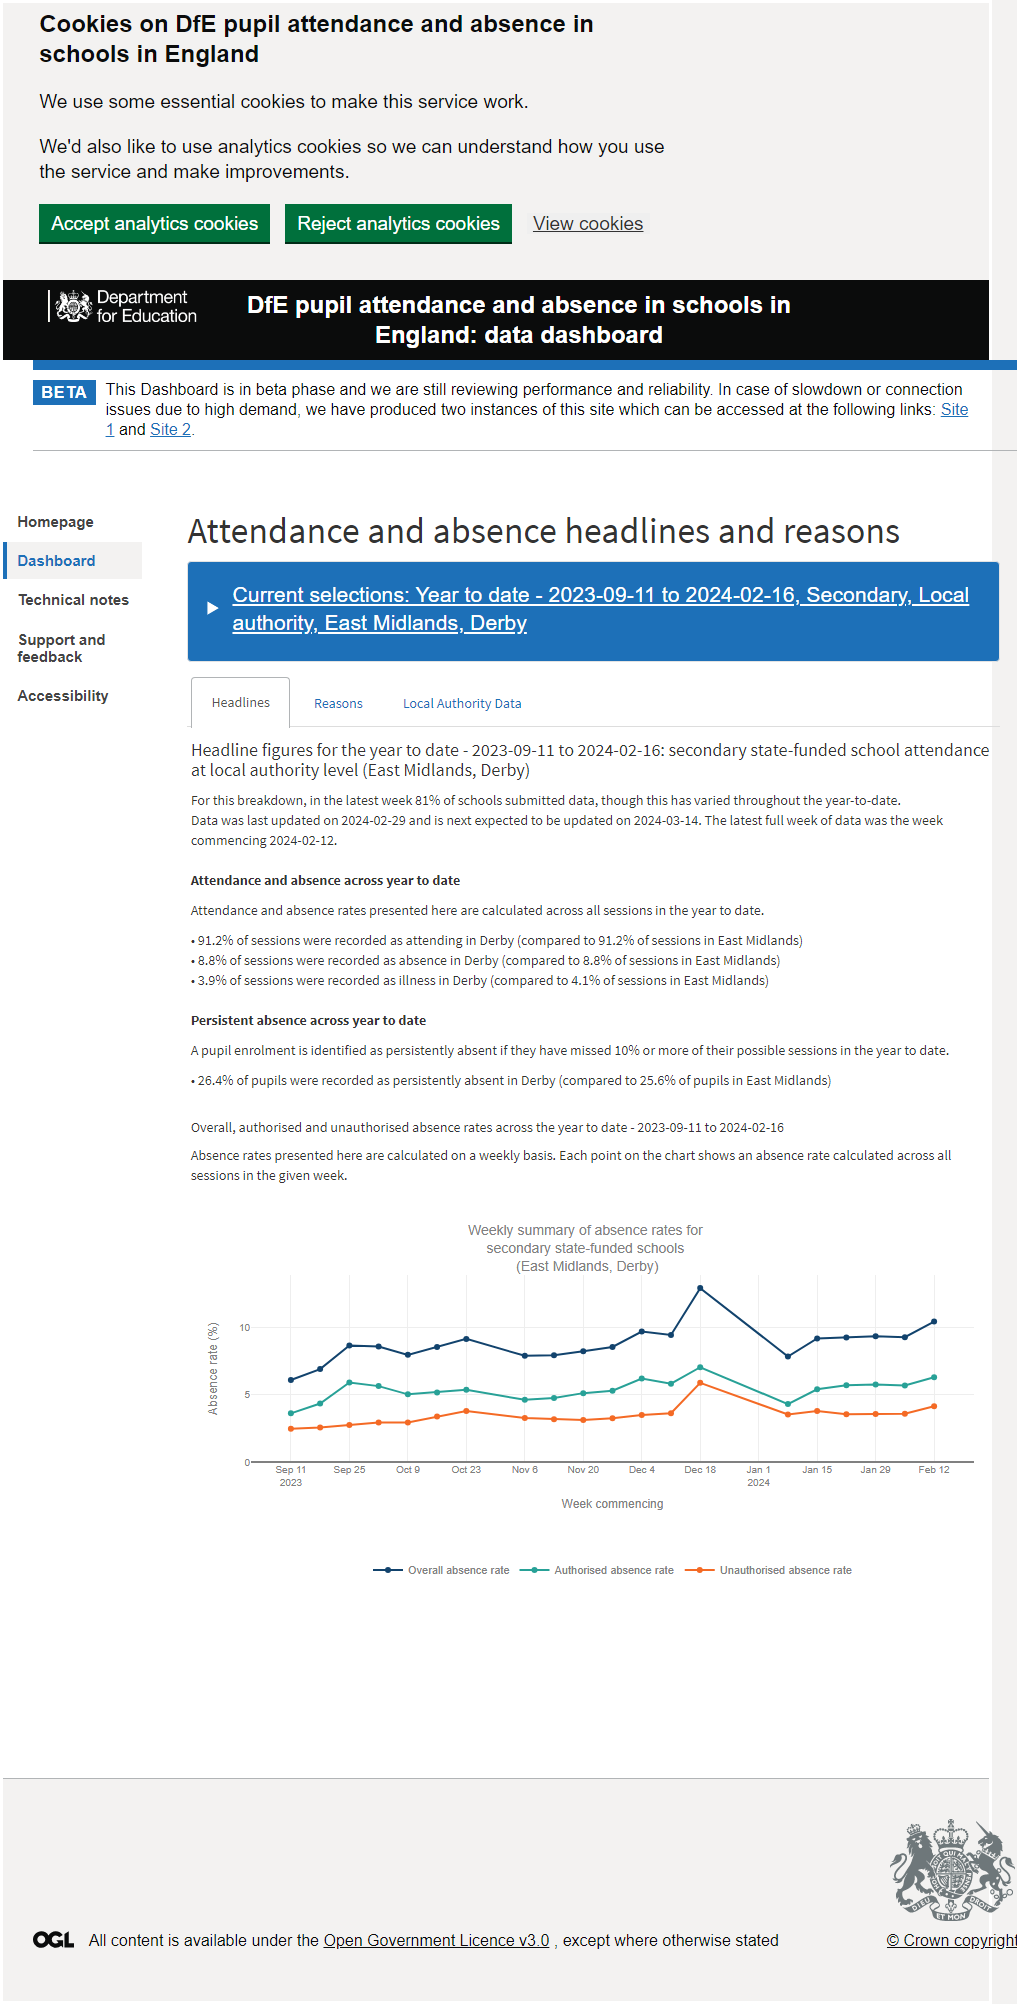 Cookies on DfE pupil attendance and absence in
schools in England
We use some essential cookies to make this service work.
We'd also like to use analytics cookies so we can understand how you use
the service and make improvements.
Accept analytics cookies
Reject analytics cookies
View cookies
Department
for Education
DfE pupil attendance and absence in schools in
England: data dashboard
BETA
This Dashboard is in beta phase and we are still reviewing performance and reliability. In case of slowdown or connection
issues due to high demand, we have produced two instances of this site which can be accessed at the following links: Site
1 and Site 2.
Homepage
Dashboard
Technical notes
Support and
feedback
Accessibility
Attendance and absence headlines and reasons
Current selections: Year to date - 2023-09-11 to 2024-02-16, Secondary, Local
authority, East Midlands, Derby
Headlines
Reasons
Local Authority Data
Headline figures for the year to date - 2023-09-11 to 2024-02-16: secondary state-funded school attendance
at local authority level (East Midlands, Derby)
For this breakdown, in the latest week 81% of schools submitted data, though this has varied throughout the year-to-date.
Data was last updated on 2024-02-29 and is next expected to be updated on 2024-03-14. The latest full week of data was the week
commencing 2024-02-12.
Attendance and absence across year to date
Attendance and absence rates presented here are calculated across all sessions in the year to date.
• 91.2% of sessions were recorded as attending in Derby (compared to 91.2% of sessions in East Midlands)
• 8.8% of sessions were recorded as absence in Derby (compared to 8.8% of sessions in East Midlands)
• 3.9% of sessions were recorded as illness in Derby (compared to 4.1% of sessions in East Midlands)
Persistent absence across year to date
A pupil enrolment is identified as persistently absent if they have missed 10% or more of their possible sessions in the year to date.
• 26.4% of pupils were recorded as persistently absent in Derby (compared to 25.6% of pupils in East Midlands)
Overall, authorised and unauthorised absence rates across the year to date - 2023-09-11 to 2024-02-16
Absence rates presented here are calculated on a weekly basis. Each point on the chart shows an absence rate calculated across all
sessions in the given week.
Weekly summary of absence rates for
secondary state-funded schools
(East Midlands, Derby)
Absence rate (%)
10
5
0
Sep 11 Sep 25 Oct 9 Oct 23 Nov 6 Nov 20 Dec 4 Dec 18 Jan 1 Jan 15 Jan 29 Feb 12
2023 2024
Week commencing
Overall absence rate Authorised absence rate Unauthorised absence rate
DIEU ET MON DROIT
OGL All content is available under the Open Government Licence v3.0 , except where otherwise stated
© Crown copyright